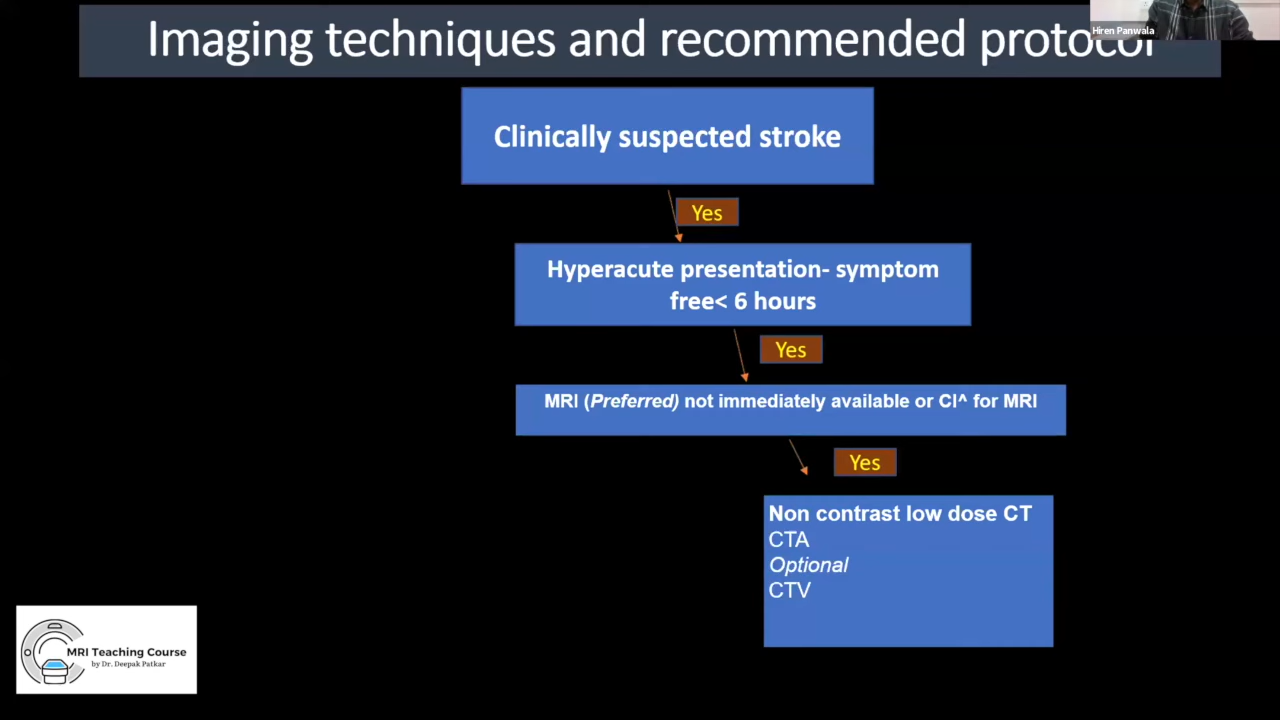 Imaging techniques and recommended protocol
Hiren Panwala
Clinically suspected stroke
Yes
Hyperacute presentation- symptom
free< 6 hours
Yes
MRI (Preferred) not immediately available or CI^ for MRI
Yes
Non contrast low dose CT
CTA
Optional
CTV
MRI Teaching Course
by Dr. Deepak Patkar